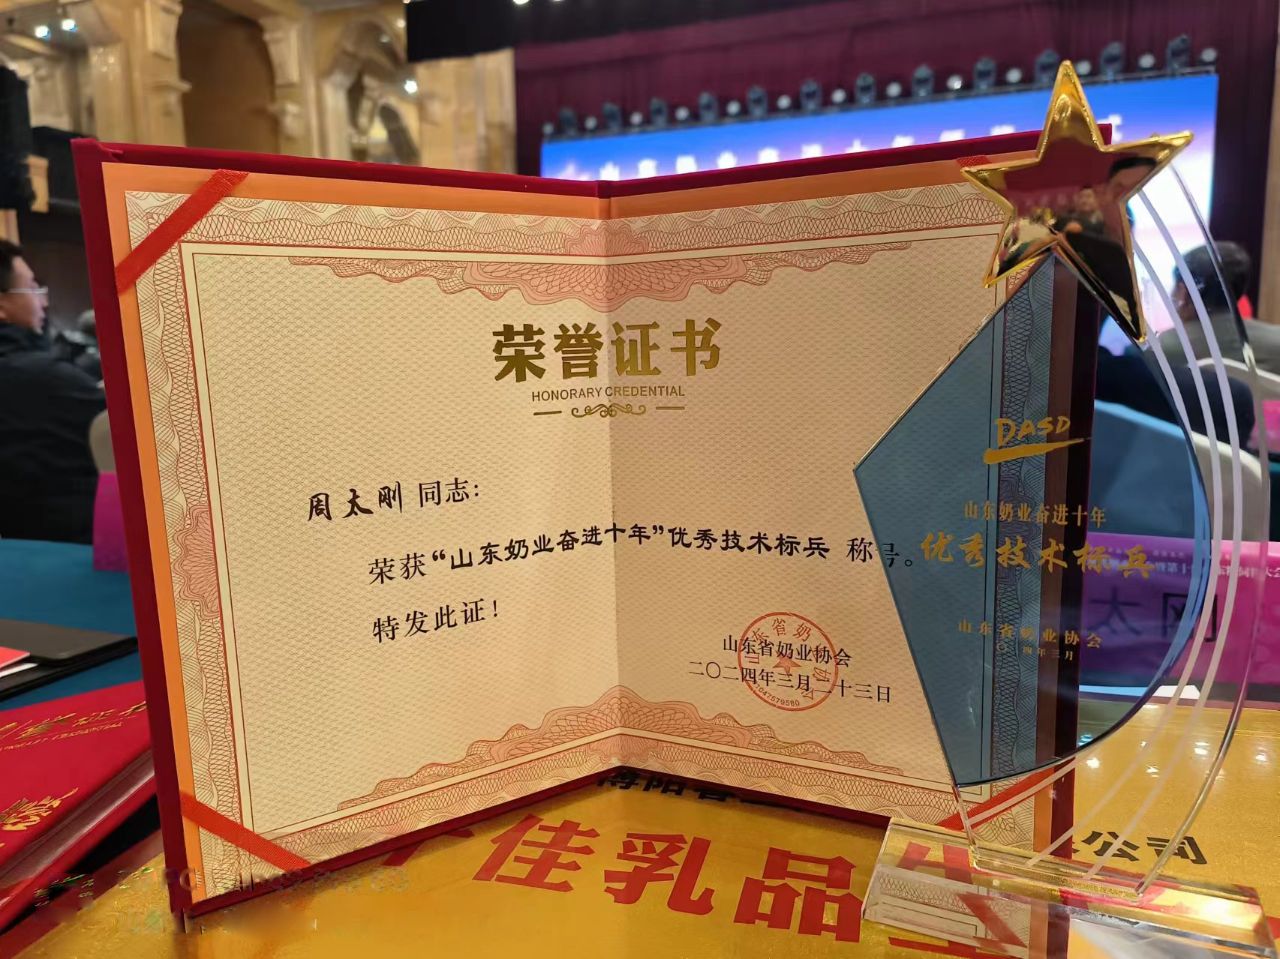 荣誉证书
HONORARY CREDENTIAL
周太刚 同志：
荣获“山东奶业奋进十年”优秀技术标兵 称号。
特发此证！
山东省奶业协会
二〇二四年三月二十三日
DASD
山东奶业奋进十年
优秀技术标兵
山东省奶业协会
太刚
佳乳品
公司